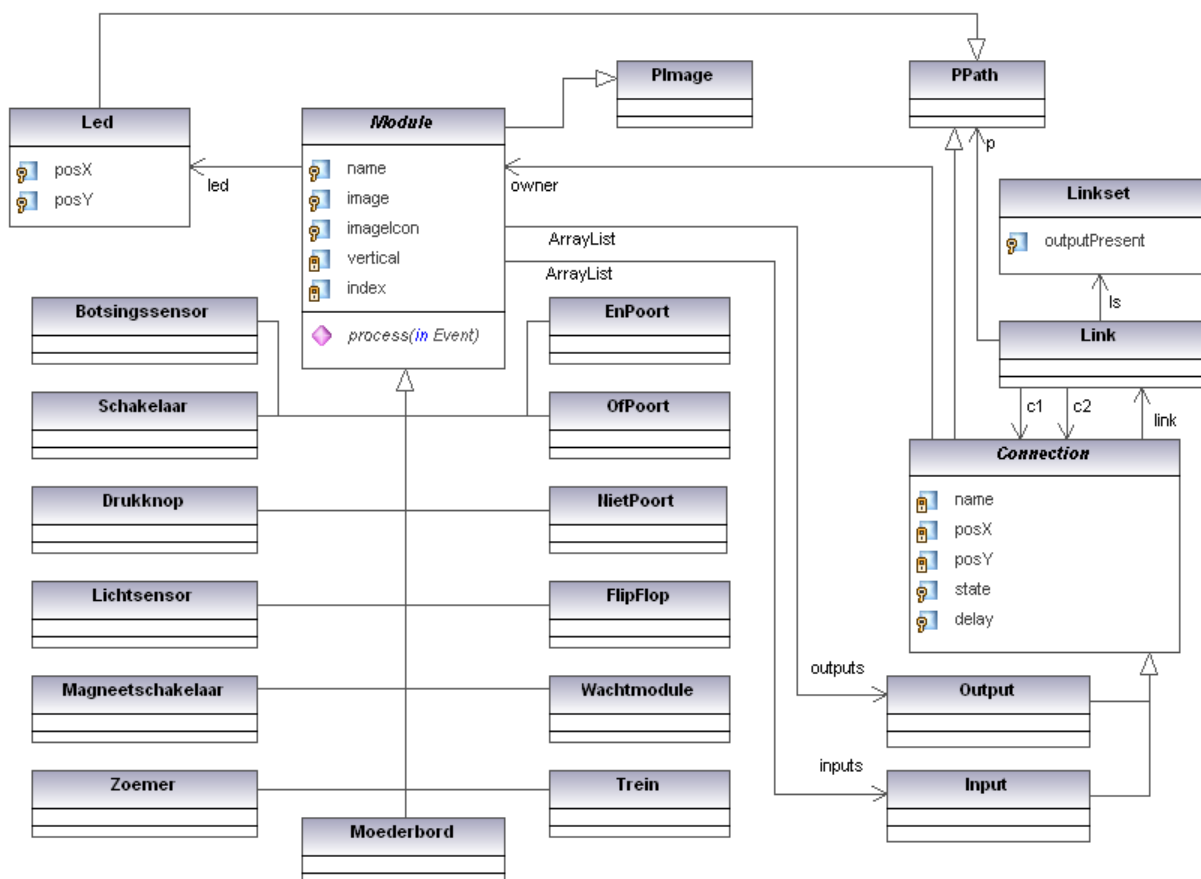 Led
posX
posY
led
Module
name
image
imageIcon
vertical
index
process(in Event)
PImage
PPath
p
owner
ArrayList
ArrayList
Linkset
outputPresent
ls
Link
c1
c2
link
Connection
name
posX
posY
state
delay
outputs
Output
inputs
Input
Botsingssensor
EnPoort
Schakelaar
OfPoort
Drukknop
NietPoort
Lichtsensor
FlipFlop
Magneetschakelaar
Wachtmodule
Zoemer
Trein
Moederbord